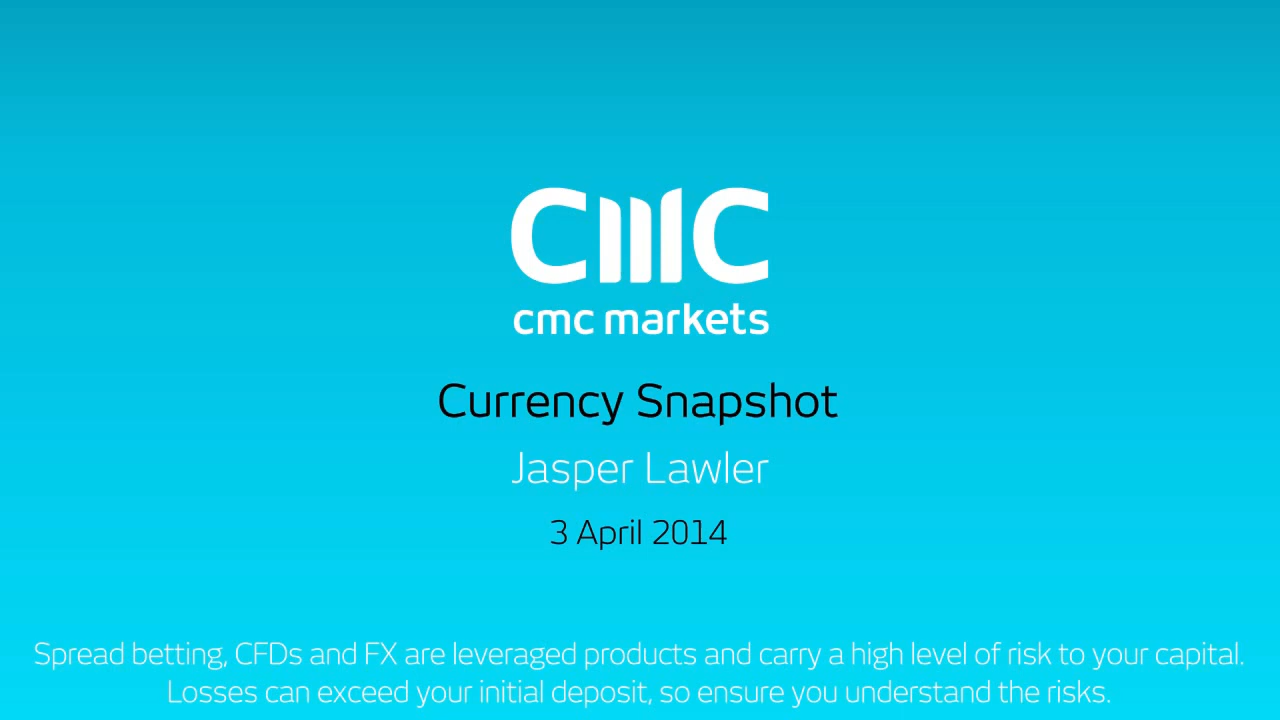 CMC
cmc markets
Currency Snapshot
Jasper Lawler
3 April 2014
Spread betting, CFDs and FX are leveraged products and carry a high level of risk to your capital.
Losses can exceed your initial deposit, so ensure you understand the risks.